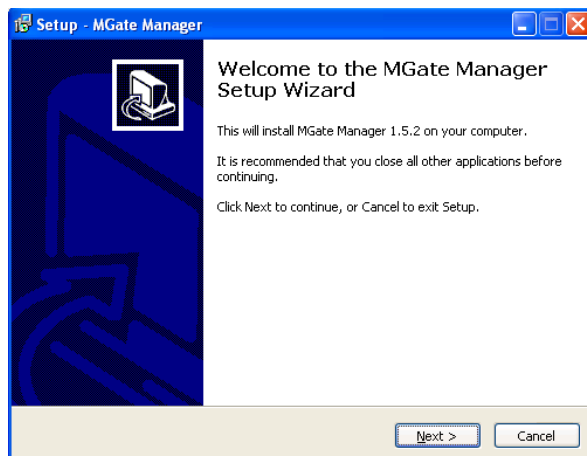 Setup - MGate Manager
Welcome to the MGate Manager
Setup Wizard
This will install MGate Manager 1.5.2 on your computer.
It is recommended that you close all other applications before
continuing.
Click Next to continue, or Cancel to exit Setup.
Next >
Cancel